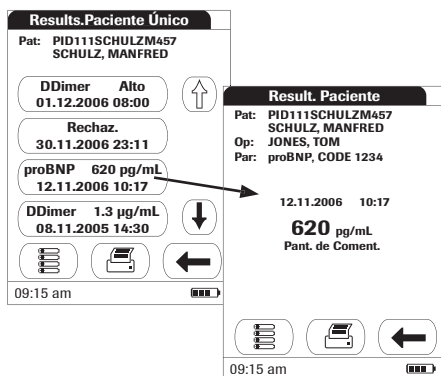 Results.Paciente Único
Pat: PID111SCHULZM457
SCHULZ, MANFRED
DDimer Alto
01.12.2006 08:00
Rechaz.
30.11.2006 23:11
proBNP 620 pg/mL
12.11.2006 10:17
DDimer 1.3 µg/mL
08.11.2005 14:30
09:15 am
Result. Paciente
Pat: PID111SCHULZM457
SCHULZ, MANFRED
Op: JONES, TOM
Par: proBNP, CODE 1234
12.11.2006 10:17
620 pg/mL
Pant. de Coment.
09:15 am